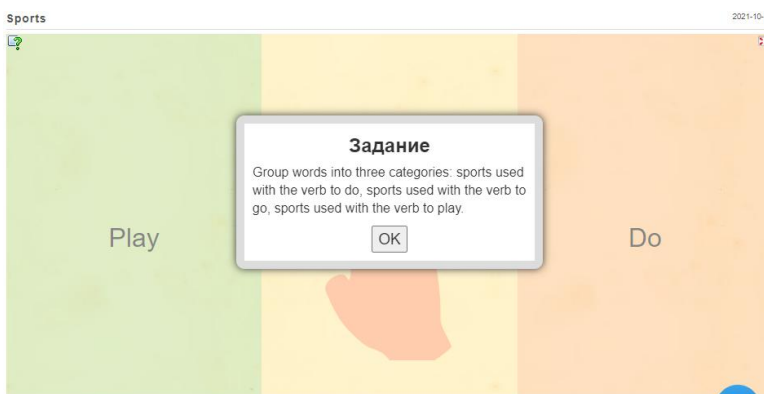 Sports
2021-10-
Задание
Group words into three categories: sports used
with the verb to do, sports used with the verb to
go, sports used with the verb to play.
Play
OK
Do